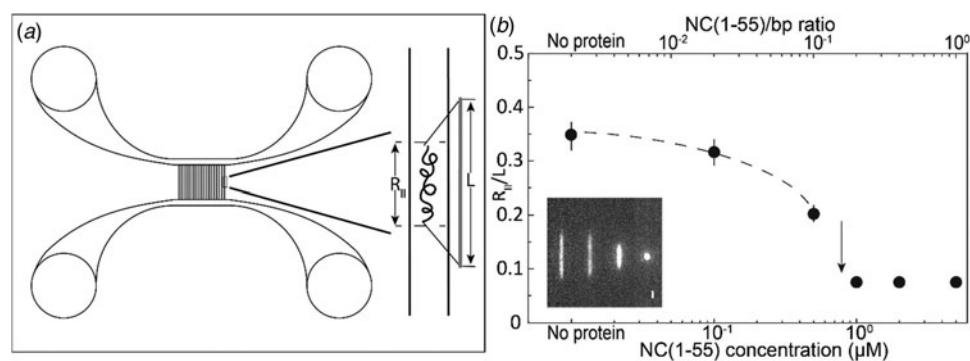 (a)
R||
L
(b)
NC(1-55)/bp ratio
No protein 10⁻² 10⁻¹ 10⁰
0.5
0.4
0.3
0.2
0.1
0
R||/L
No protein 10⁻¹ 10⁰
NC(1-55) concentration (µM)